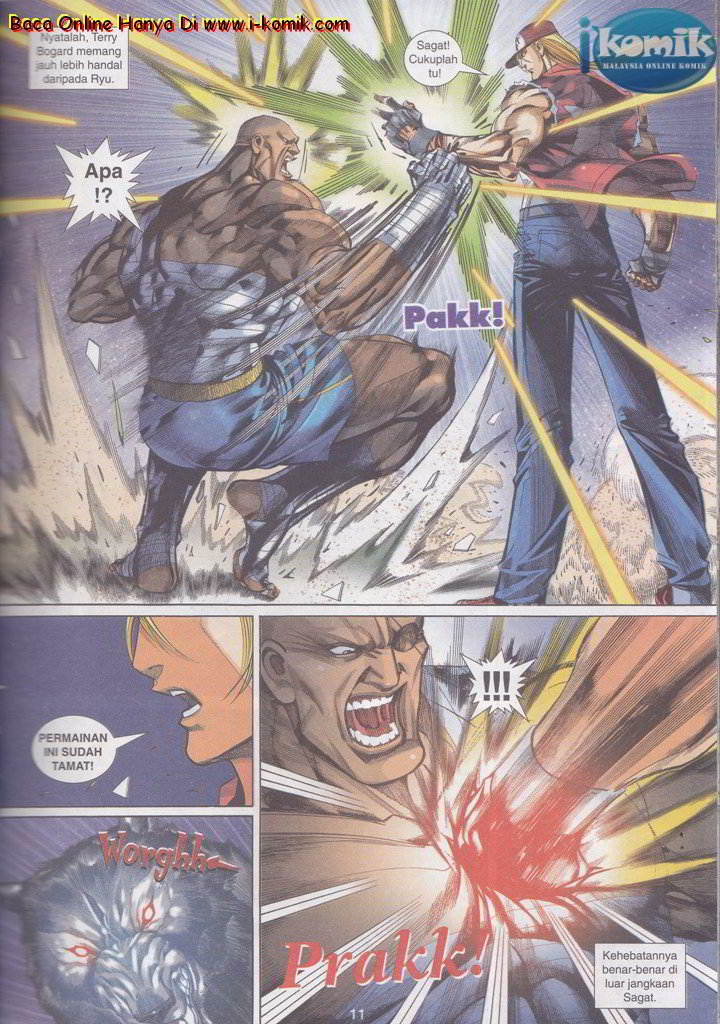 Baca Online Hanya Di www.i-komik.com
ikomik
MALAYSIA ONLINE KOMIK
Nyatalah, Terry
Bogard memang
jauh lebih handal
daripada Ryu.
Sagat!
Cukuplah
tu!
Apa
!?
Pakk!
PERMAINAN
INI SUDAH
TAMAT!
!!!
Worghh
Prakk!
Kehebatannya
benar-benar di
luar jangkaan
Sagat.
11